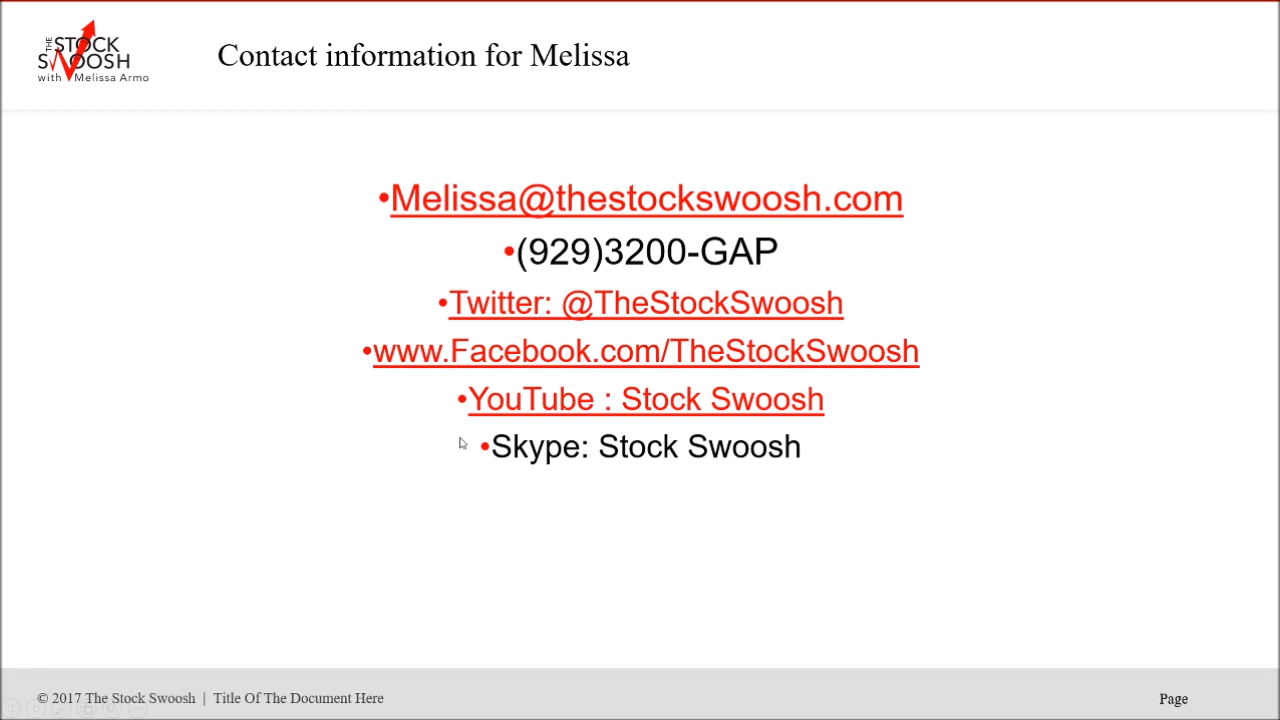 THE STOCK
SWOOSH
with Melissa Armo
Contact information for Melissa
•Melissa@thestockswoosh.com
•(929)3200-GAP
•Twitter: @TheStockSwoosh
•www.Facebook.com/TheStockSwoosh
•YouTube : Stock Swoosh
•Skype: Stock Swoosh
© 2017 The Stock Swoosh | Title Of The Document Here
Page